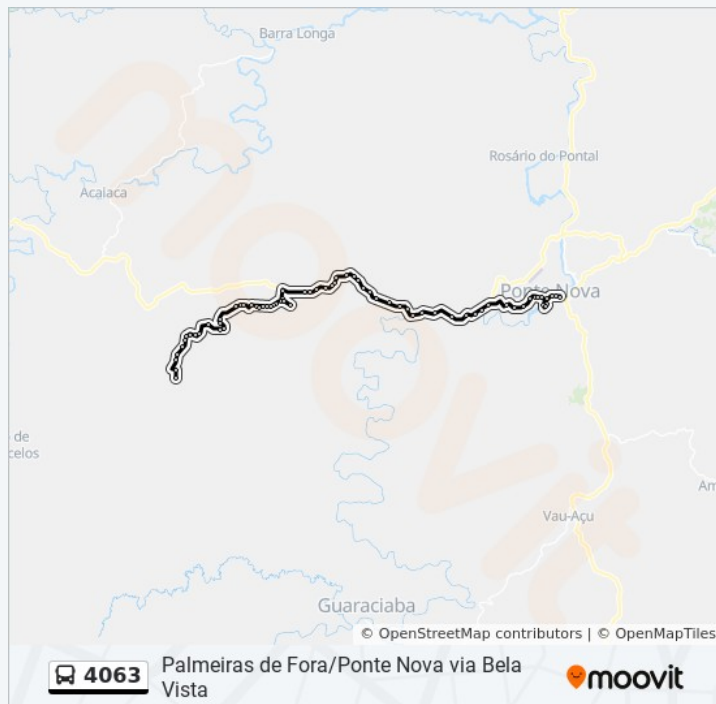 Barra Longa
Rosário do Pontal
Acaiaca
Ponte Nova
o de
celos
Am
Vau-Açu
Guaraciaba
moovit
© OpenStreetMap contributors | © OpenMapTiles
4063
Palmeiras de Fora/Ponte Nova via Bela
Vista
moovit